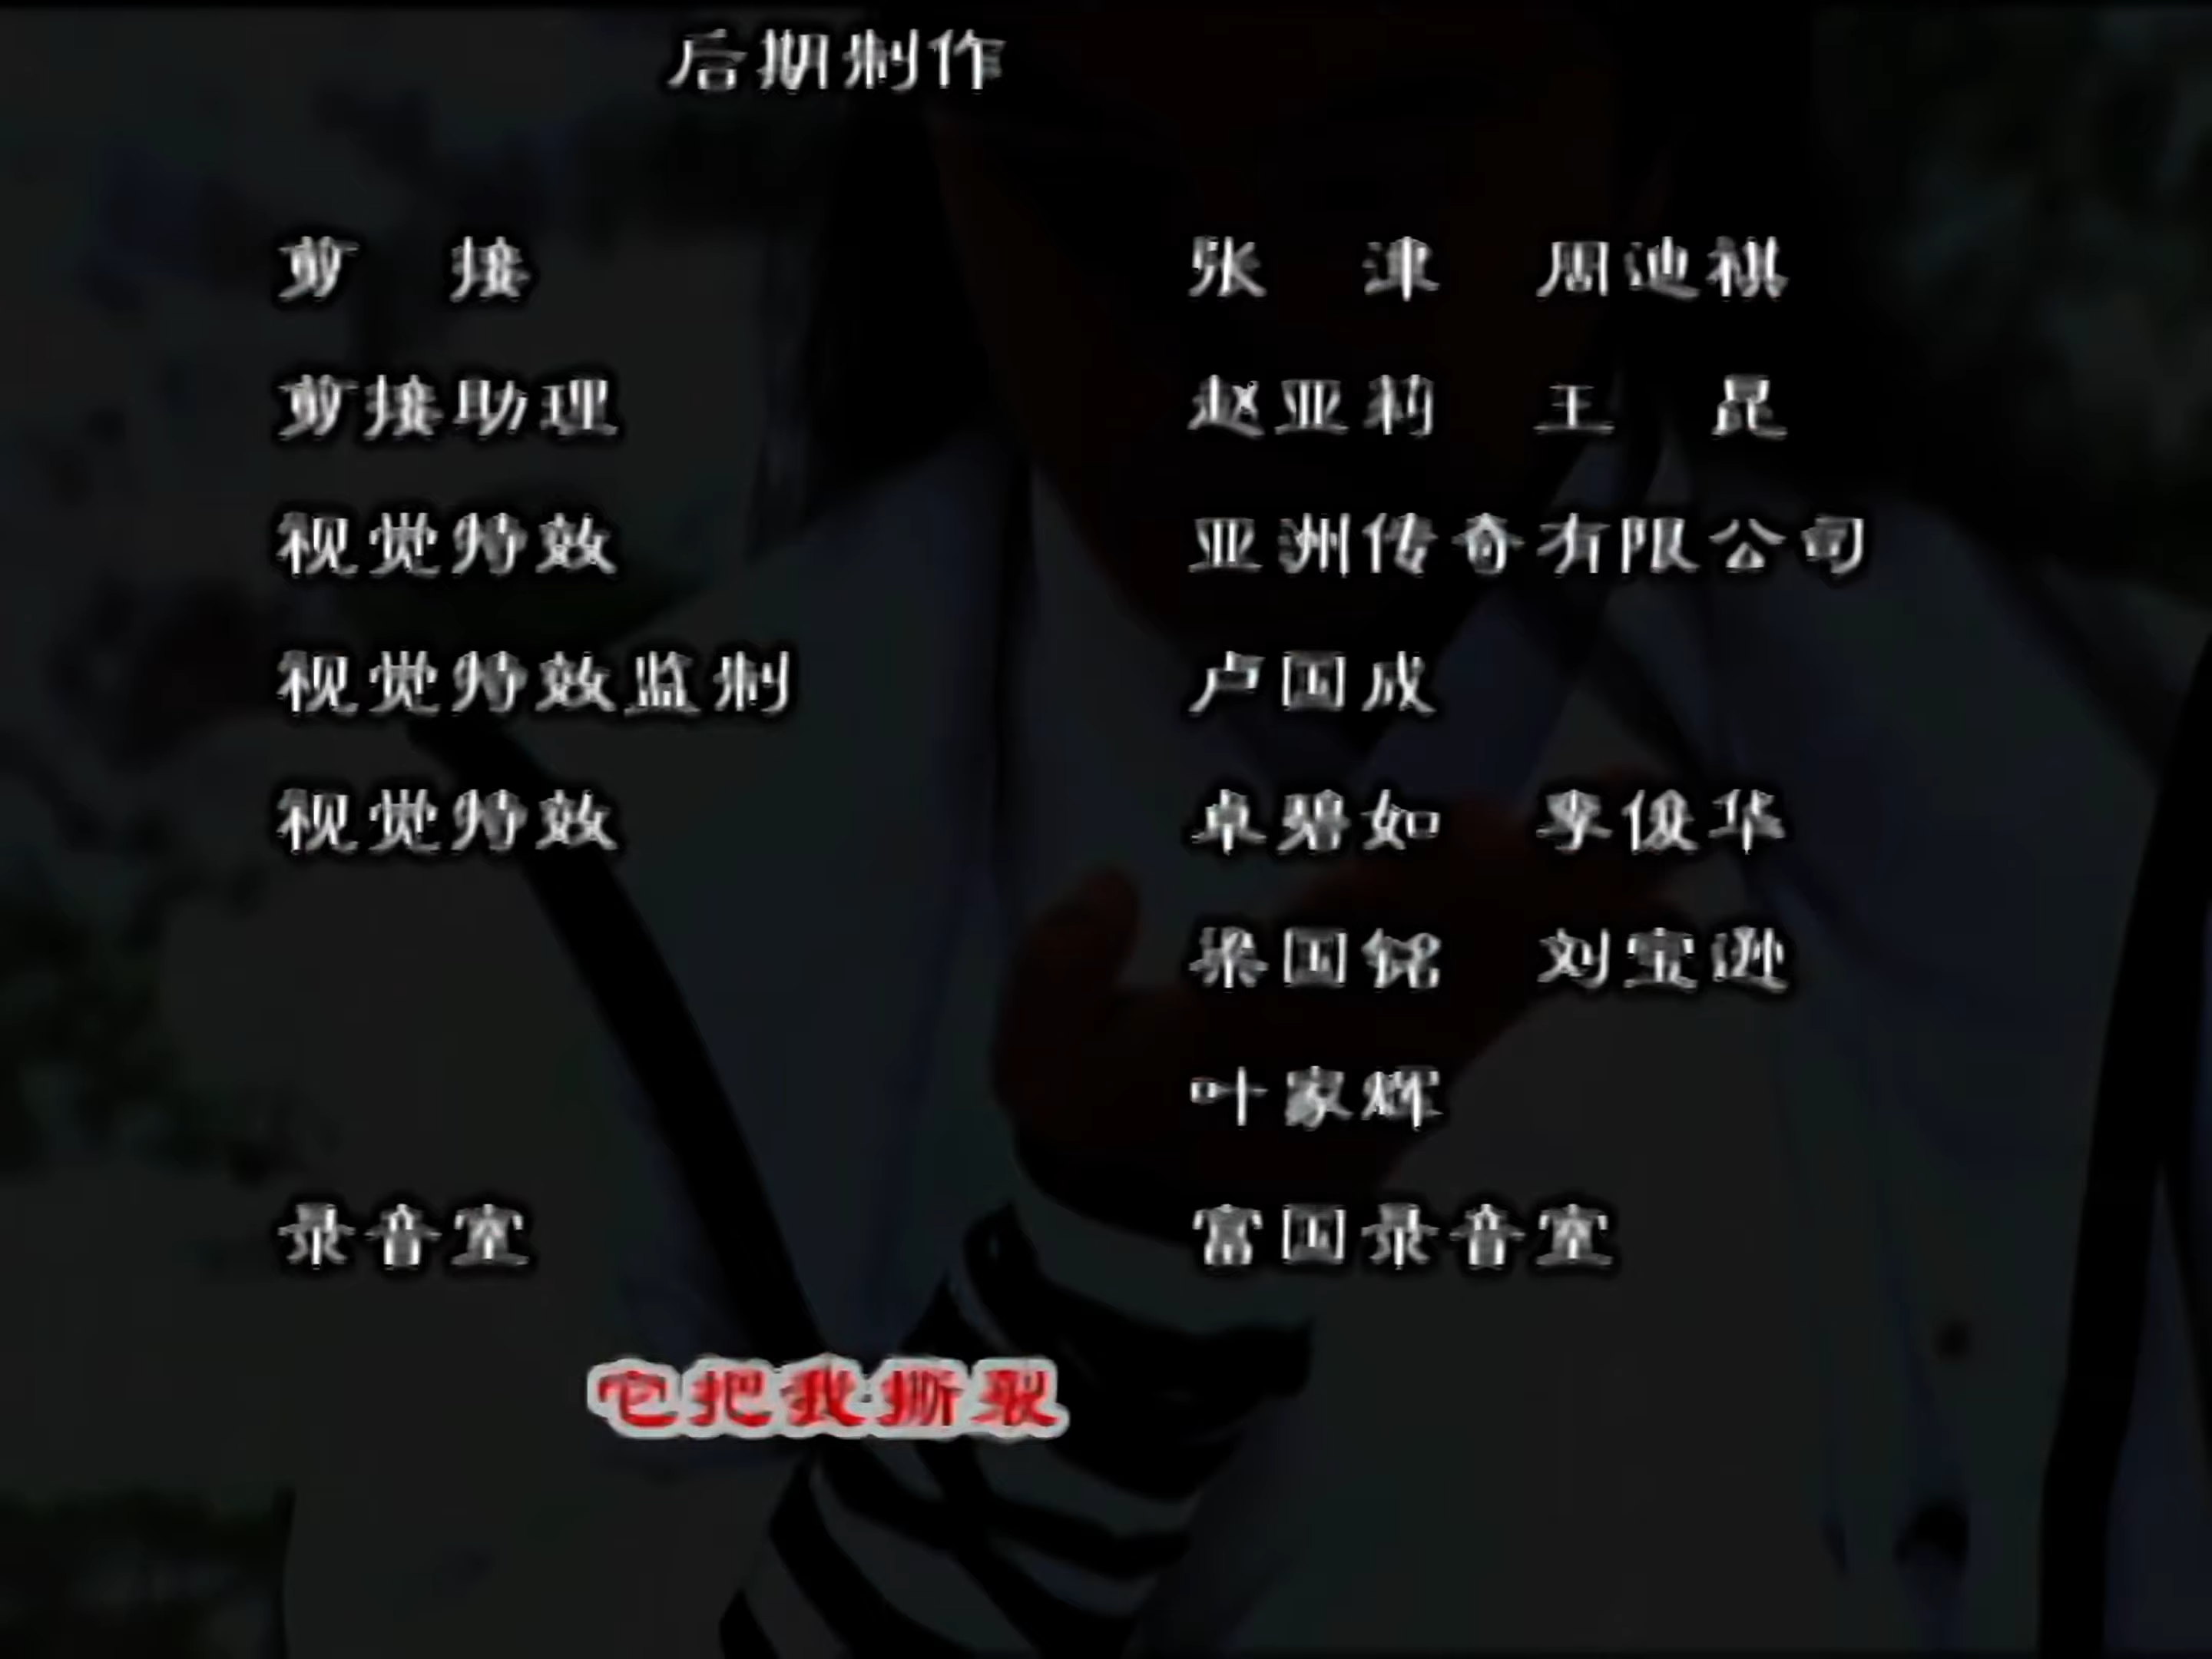 后期制作
剪 接 张 津 周迪祺
剪接助理 赵亚莉 王 昆
视觉特效 亚洲传奇有限公司
视觉特效监制 卢国成
视觉特效 卓碧如 李俊华
梁国铭 刘宝逊
叶家辉
录音室 富国录音室
它把我撕裂